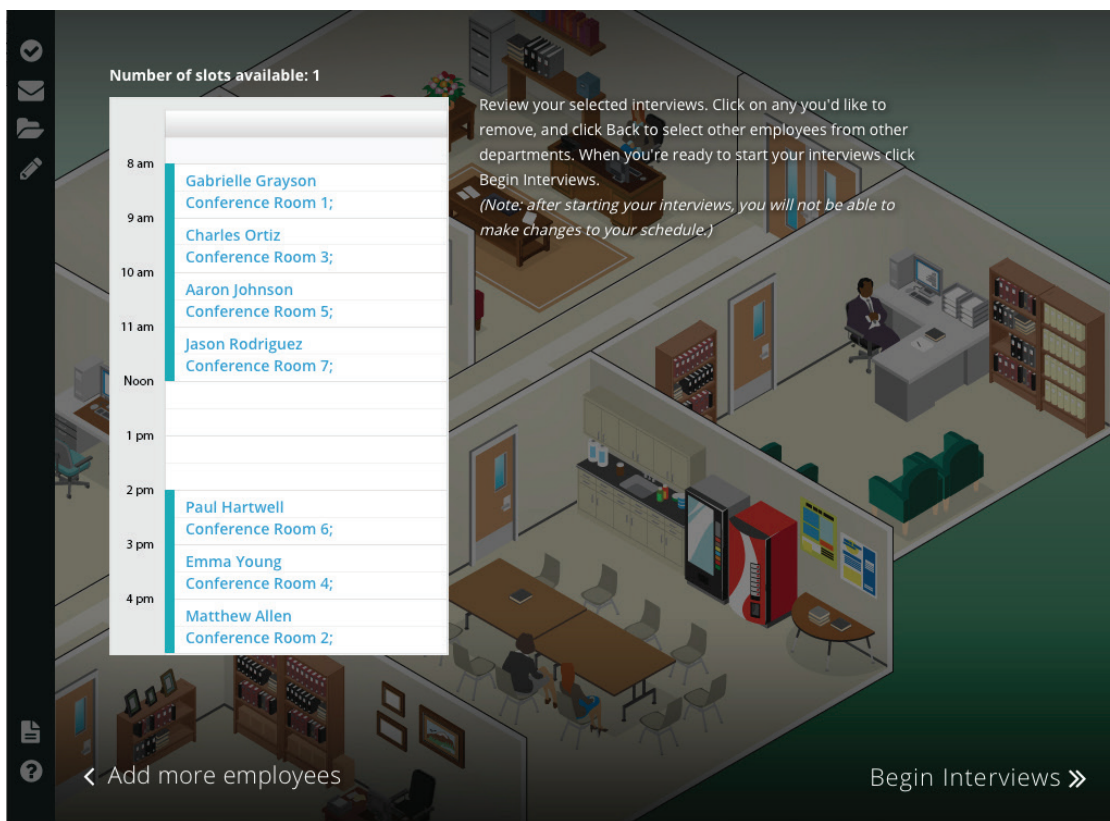 Number of slots available: 1
8 am
Gabrielle Grayson
Conference Room 1;
9 am
Charles Ortiz
Conference Room 3;
10 am
Aaron Johnson
Conference Room 5;
11 am
Jason Rodriguez
Conference Room 7;
Noon
1 pm
2 pm
Paul Hartwell
Conference Room 6;
3 pm
Emma Young
Conference Room 4;
4 pm
Matthew Allen
Conference Room 2;
Review your selected interviews. Click on any you'd like to
remove, and click Back to select other employees from other
departments. When you're ready to start your interviews click
Begin Interviews.
(Note: after starting your interviews, you will not be able to
make changes to your schedule.)
Add more employees
Begin Interviews